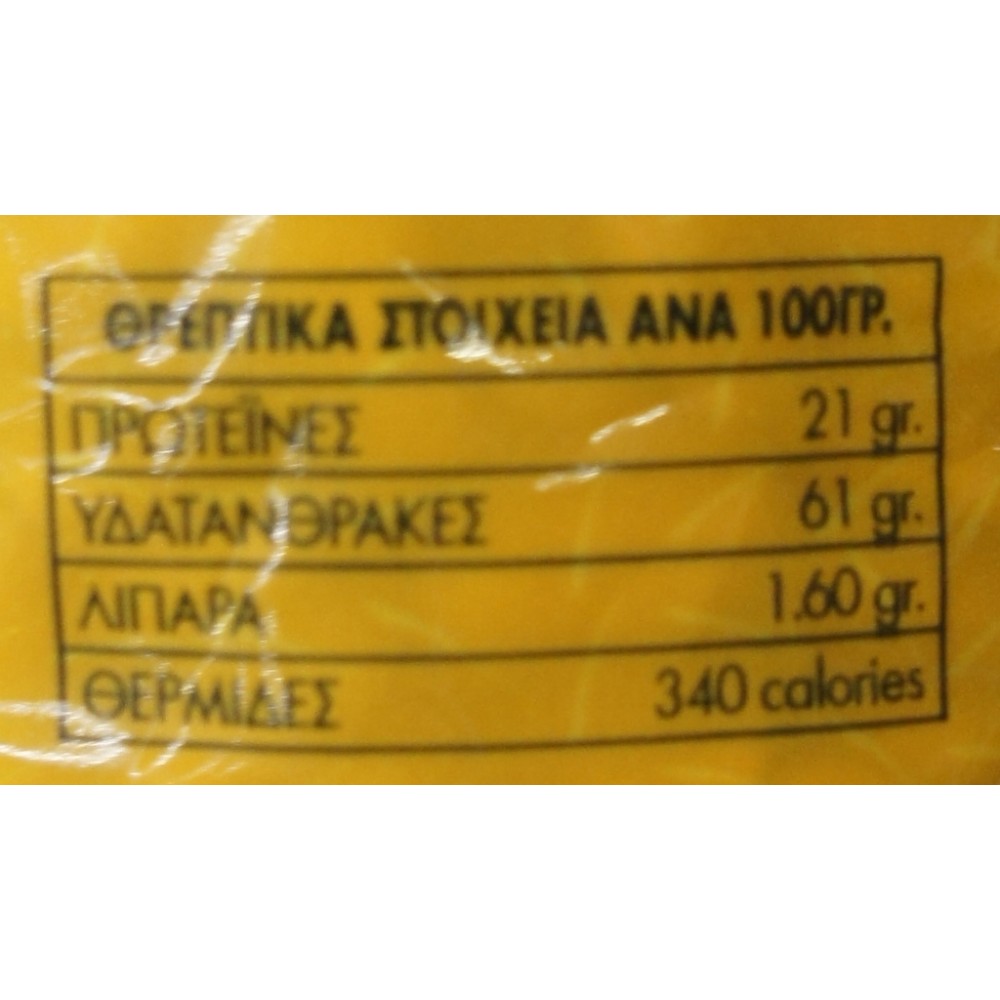 ΘΡΕΠΤΙΚΑ ΣΤΟΙΧΕΙΑ ΑΝΑ 100ΓΡ.
ΠΡΩΤΕΪΝΕΣ 21 gr.
ΥΔΑΤΑΝΘΡΑΚΕΣ 61 gr.
ΛΙΠΑΡΑ 1.60 gr.
ΘΕΡΜΙΔΕΣ 340 calories